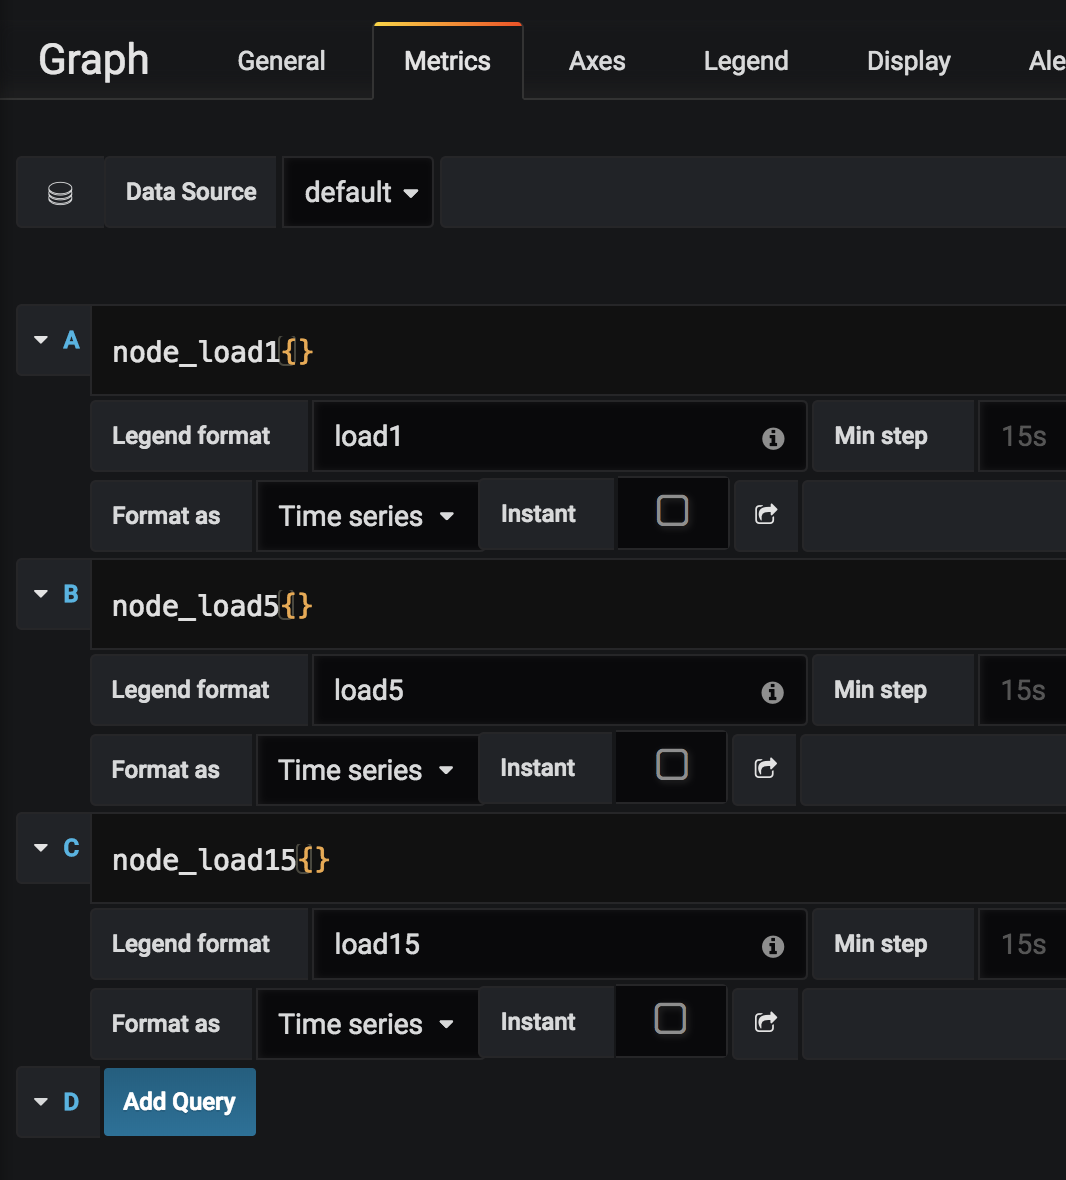 Graph General Metrics Axes Legend Display Ale
Data Source default
A node_load1{}
Legend format load1 Min step 15s
Format as Time series Instant
B node_load5{}
Legend format load5 Min step 15s
Format as Time series Instant
C node_load15{}
Legend format load15 Min step 15s
Format as Time series Instant
D Add Query